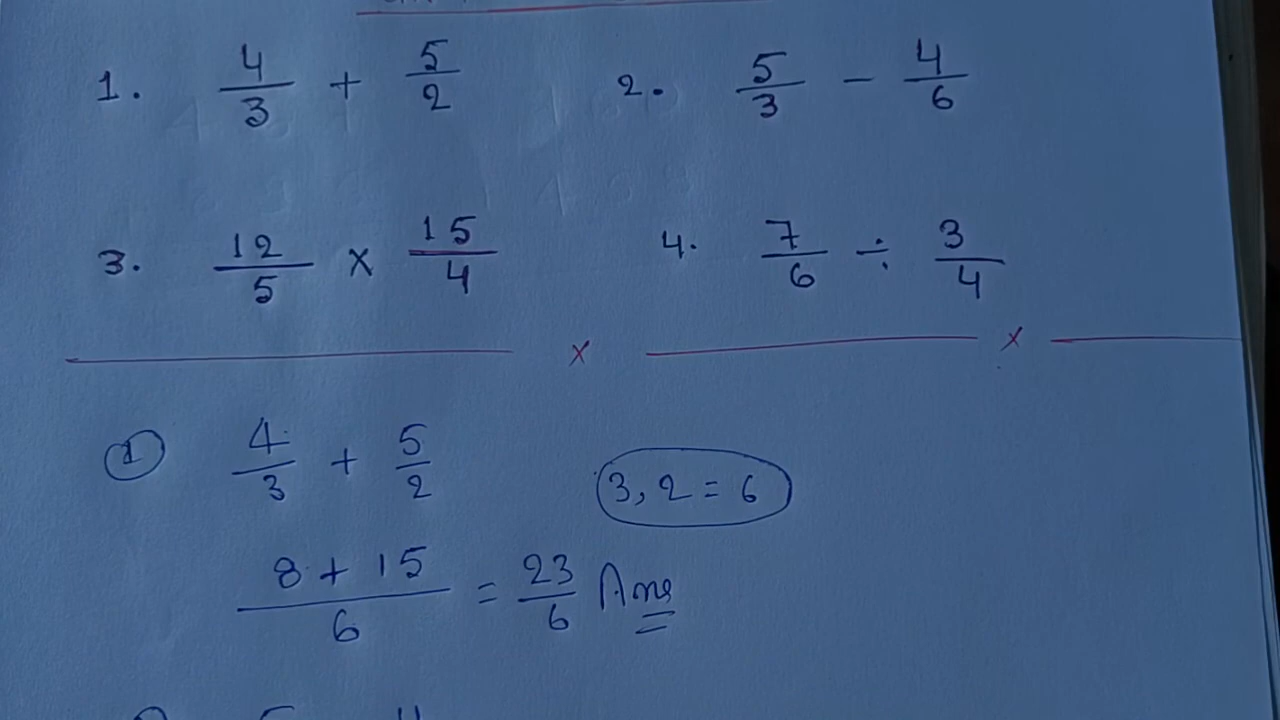 1. 4/3 + 5/2 2. 5/3 - 4/6
3. 12/5 × 15/4 4. 7/6 ÷ 3/4
x x
① 4/3 + 5/2 3, 2 = 6
8 + 15/6 = 23/6 Ans